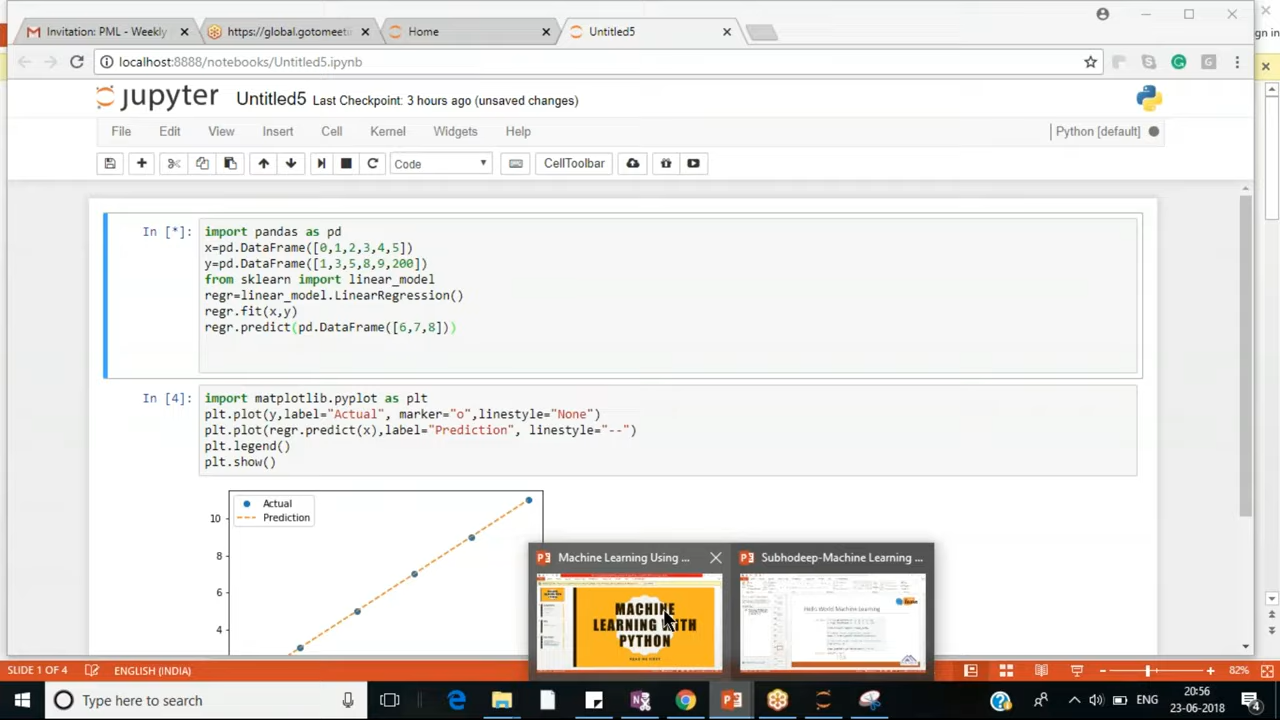 Invitation: PML - Weekly
https://global.gotomeeti
Home
Untitled5
localhost:8888/notebooks/Untitled5.ipynb
jupyter Untitled5 Last Checkpoint: 3 hours ago (unsaved changes)
File Edit View Insert Cell Kernel Widgets Help
Python [default]
Code
CellToolbar
In [*]:
import pandas as pd
x=pd.DataFrame([0,1,2,3,4,5])
y=pd.DataFrame([1,3,5,8,9,200])
from sklearn import linear_model
regr=linear_model.LinearRegression()
regr.fit(x,y)
regr.predict(pd.DataFrame([6,7,8]))
In [4]:
import matplotlib.pyplot as plt
plt.plot(y,label="Actual", marker="o",linestyle="None")
plt.plot(regr.predict(x),label="Prediction", linestyle="--")
plt.legend()
plt.show()
Actual
Prediction
10
8
6
4
Machine Learning Using ...
Subhodeep-Machine Learning ...
MACHINE
LEARNING WITH
PYTHON
Hello World Machine Learning
SLIDE 1 OF 4
ENGLISH (INDIA)
82%
Type here to search
ENG
20:56
23-06-2018
4